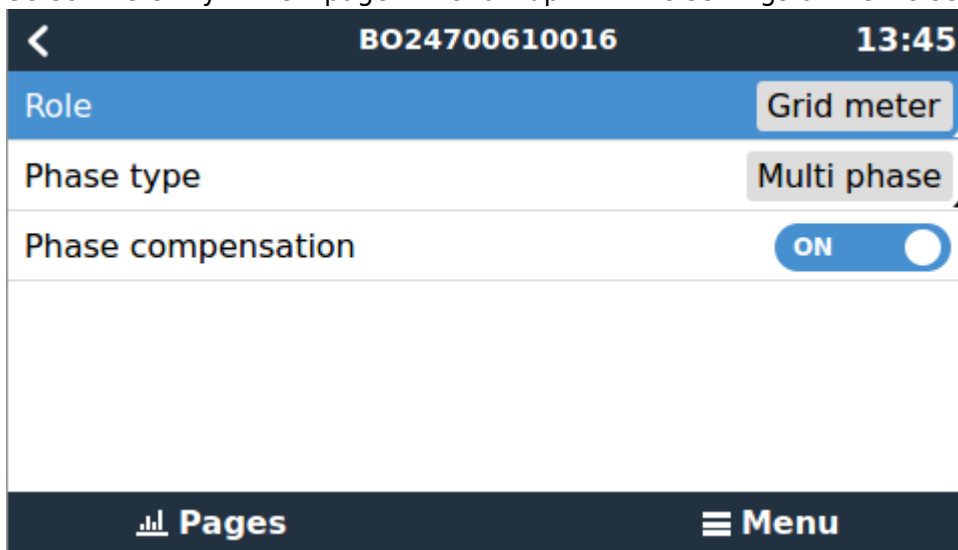 BO24700610016 13:45
Role Grid meter
Phase type Multi phase
Phase compensation ON
Pages Menu